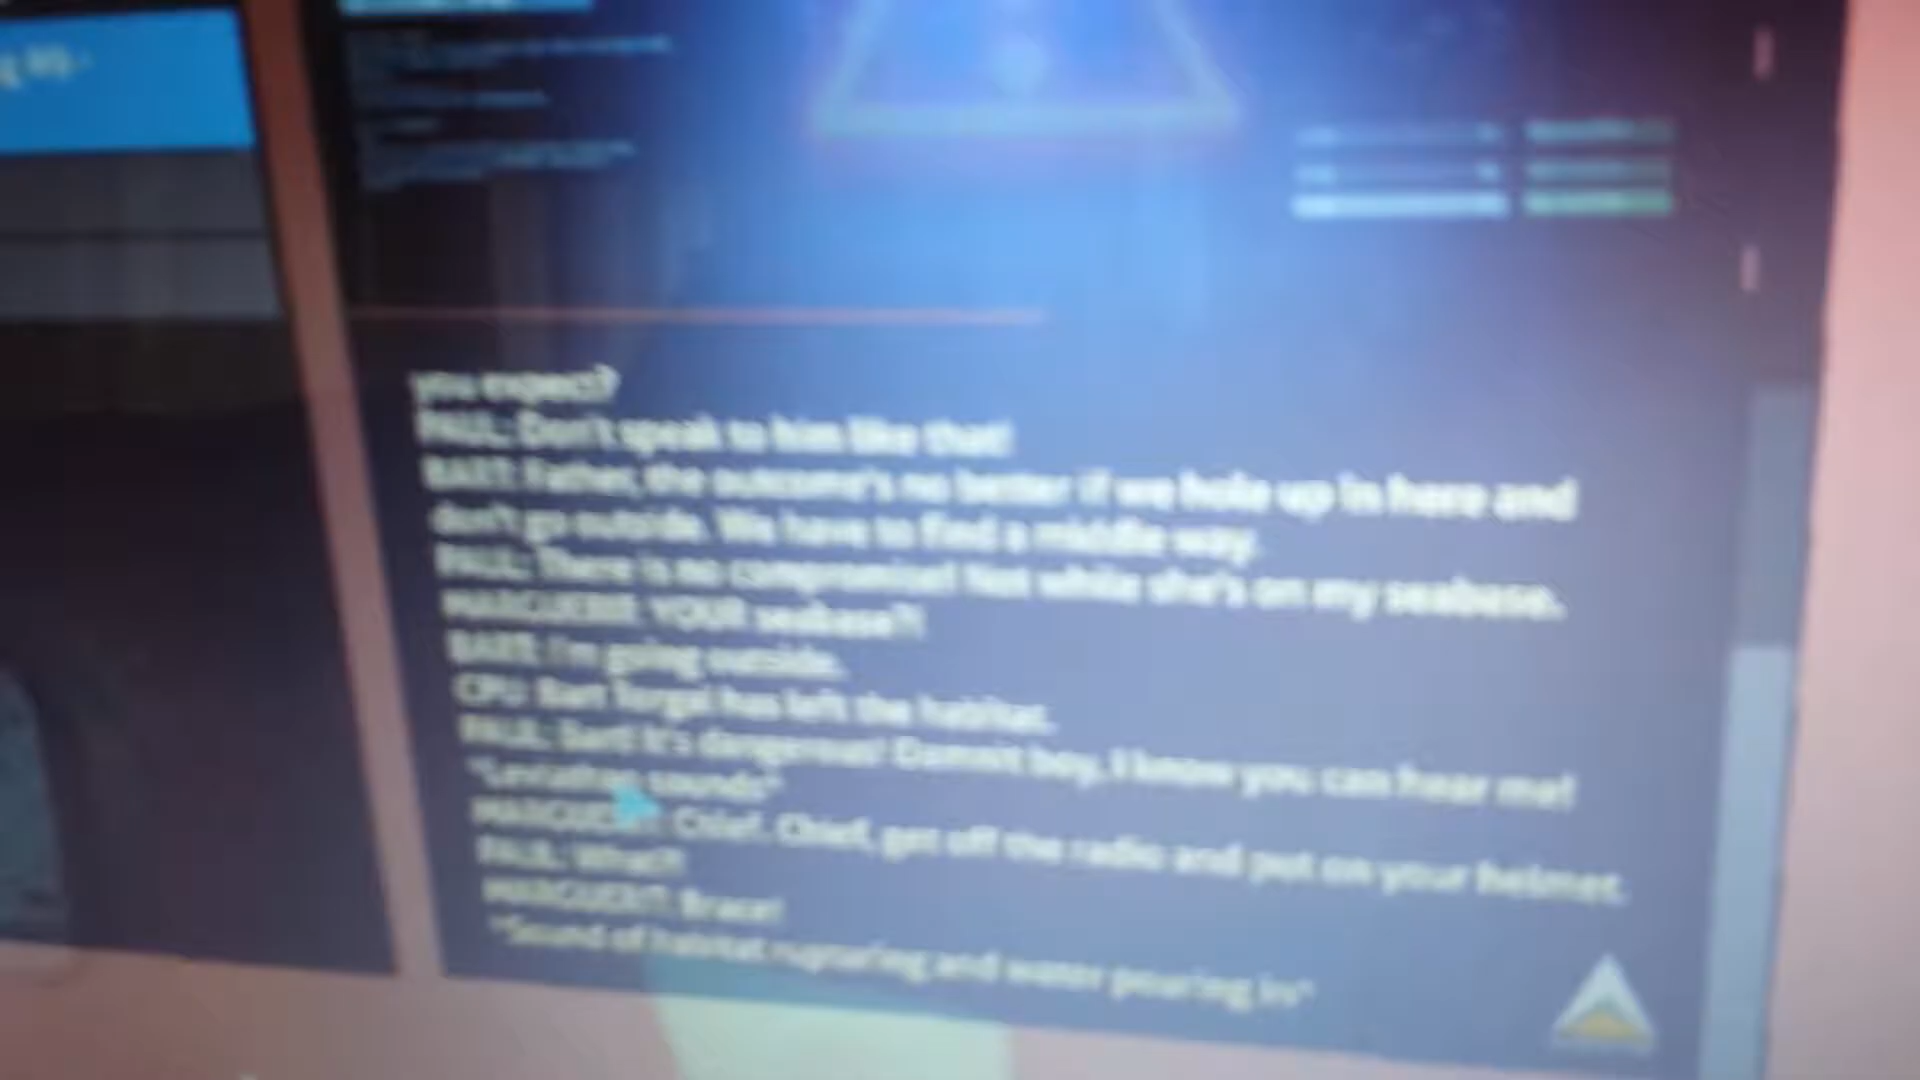 you expect?
PAUL: Don't speak to him like that!
BART: Father, the outcome's no better if we hole up in here and
don't go outside. We have to find a middle way.
PAUL: There is no compromise! Not while she's on my seabase.
MARGUERIT: YOUR seabase?!
BART: I'm going outside.
CPU: Bart Torgal has left the habitat.
PAUL: Bart! It's dangerous! Dammit boy, I know you can hear me!
*Leviathan sounds*
MARGUERIT: Chief. Chief, get off the radio and put on your helmet.
PAUL: What?!
MARGUERIT: Brace!
*Sound of habitat rupturing and water pouring in*